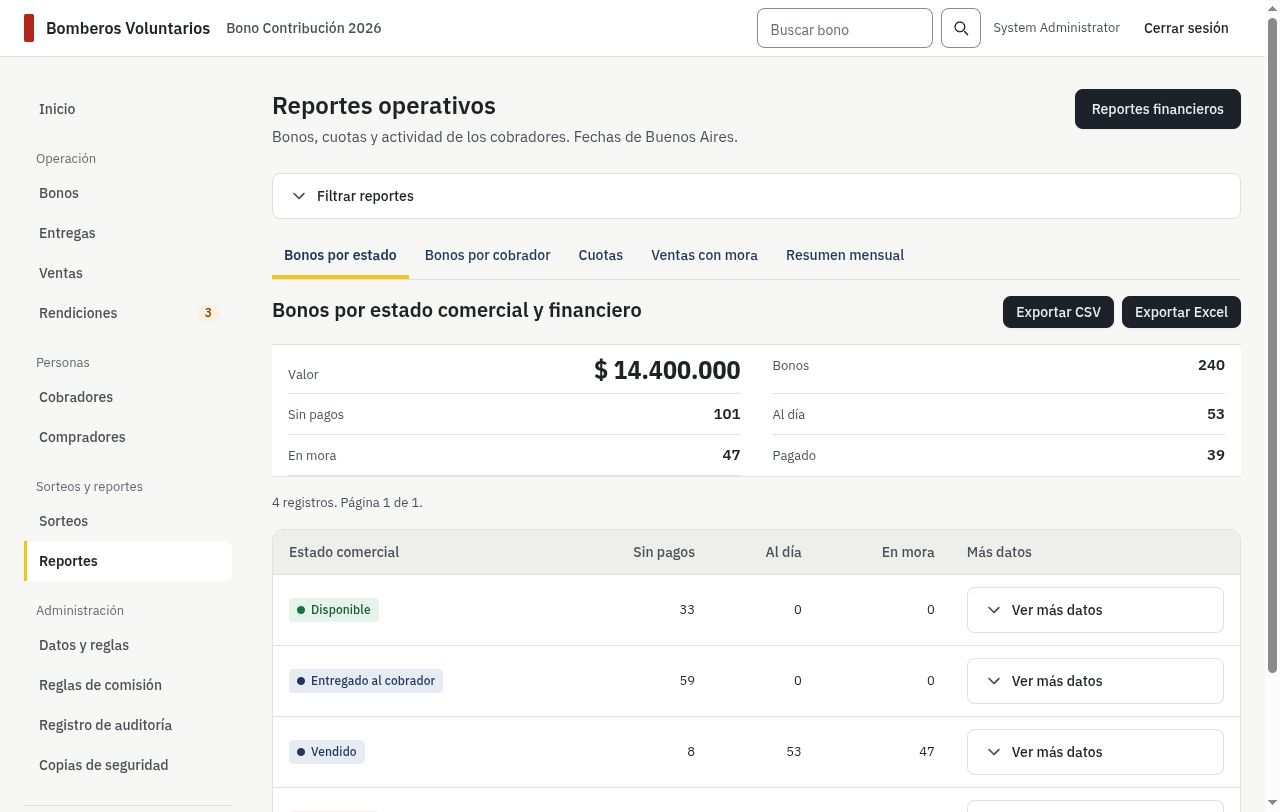 Bomberos Voluntarios Bono Contribución 2026 Buscar bono System Administrator Cerrar sesión
Inicio
Operación
Bonos
Entregas
Ventas
Rendiciones 3
Personas
Cobradores
Compradores
Sorteos y reportes
Sorteos
Reportes
Administración
Datos y reglas
Reglas de comisión
Registro de auditoría
Copias de seguridad
Reportes operativos
Reportes financieros
Bonos, cuotas y actividad de los cobradores. Fechas de Buenos Aires.
Filtrar reportes
Bonos por estado Bonos por cobrador Cuotas Ventas con mora Resumen mensual
Bonos por estado comercial y financiero Exportar CSV Exportar Excel
Valor $ 14.400.000 Bonos 240
Sin pagos 101 Al día 53
En mora 47 Pagado 39
4 registros. Página 1 de 1.
Estado comercial Sin pagos Al día En mora Más datos
Disponible 33 0 0 Ver más datos
Entregado al cobrador 59 0 0 Ver más datos
Vendido 8 53 47 Ver más datos